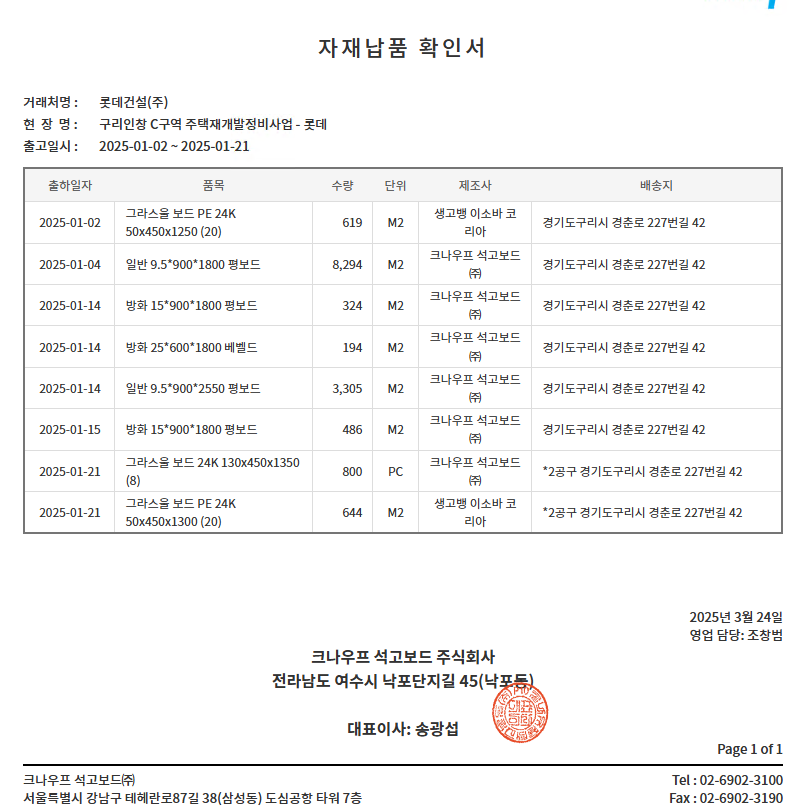 자재납품 확인서
거래처명 : 롯데건설(주)
현 장 명 : 구리인창 C구역 주택재개발정비사업 - 롯데
출고일시 : 2025-01-02 ~ 2025-01-21
출하일자 품목 수량 단위 제조사 배송지
2025-01-02 그라스울 보드 PE 24K 50x450x1250 (20) 619 M2 생고뱅 이소바 코리아 경기도구리시 경춘로 227번길 42
2025-01-04 일반 9.5*900*1800 평보드 8,294 M2 크나우프 석고보드㈜ 경기도구리시 경춘로 227번길 42
2025-01-14 방화 15*900*1800 평보드 324 M2 크나우프 석고보드㈜ 경기도구리시 경춘로 227번길 42
2025-01-14 방화 25*600*1800 베벨드 194 M2 크나우프 석고보드㈜ 경기도구리시 경춘로 227번길 42
2025-01-14 일반 9.5*900*2550 평보드 3,305 M2 크나우프 석고보드㈜ 경기도구리시 경춘로 227번길 42
2025-01-15 방화 15*900*1800 평보드 486 M2 크나우프 석고보드㈜ 경기도구리시 경춘로 227번길 42
2025-01-21 그라스울 보드 24K 130x450x1350 (8) 800 PC 크나우프 석고보드㈜ *2공구 경기도구리시 경춘로 227번길 42
2025-01-21 그라스울 보드 PE 24K 50x450x1300 (20) 644 M2 생고뱅 이소바 코리아 *2공구 경기도구리시 경춘로 227번길 42
2025년 3월 24일
영업 담당: 조창범
크나우프 석고보드 주식회사
전라남도 여수시 낙포단지길 45(낙포동)
대표이사: 송광섭
Page 1 of 1
크나우프 석고보드㈜ Tel : 02-6902-3100
서울특별시 강남구 테헤란로87길 38(삼성동) 도심공항 타워 7층 Fax : 02-6902-3190